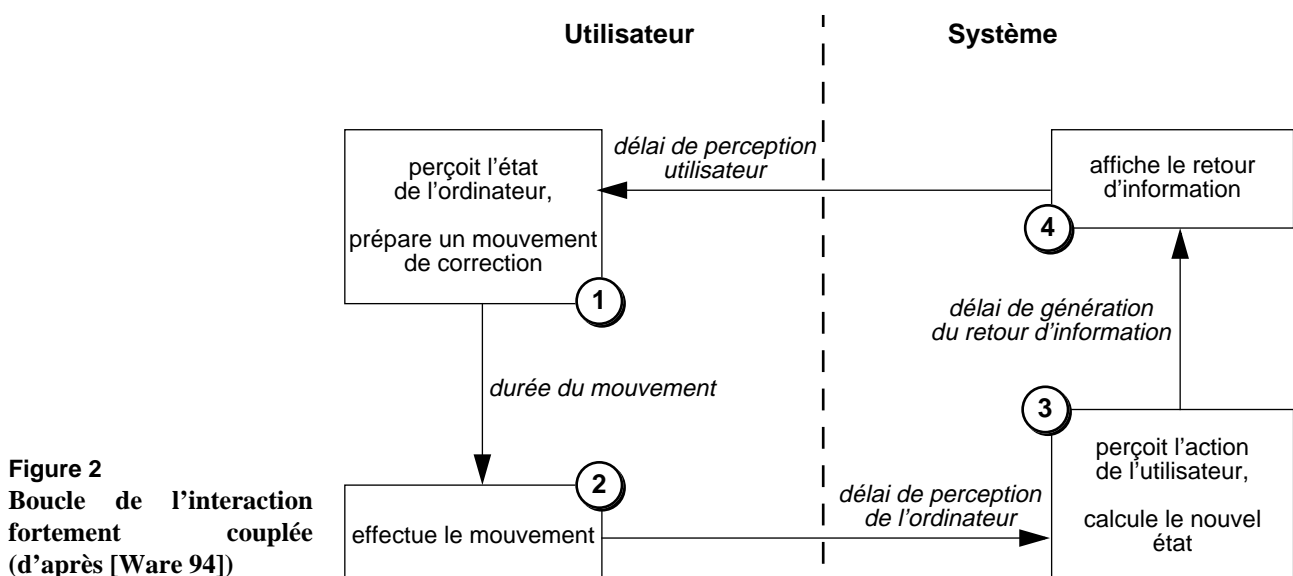 Utilisateur
Système
perçoit l'état
de l'ordinateur,
prépare un mouvement
de correction
1
délai de perception
utilisateur
affiche le retour
d'information
4
durée du mouvement
délai de génération
du retour d'information
2
effectue le mouvement
délai de perception
de l'ordinateur
3
perçoit l'action
de l'utilisateur,
calcule le nouvel
état
Figure 2
Boucle de l'interaction
fortement couplée
(d'après [Ware 94])